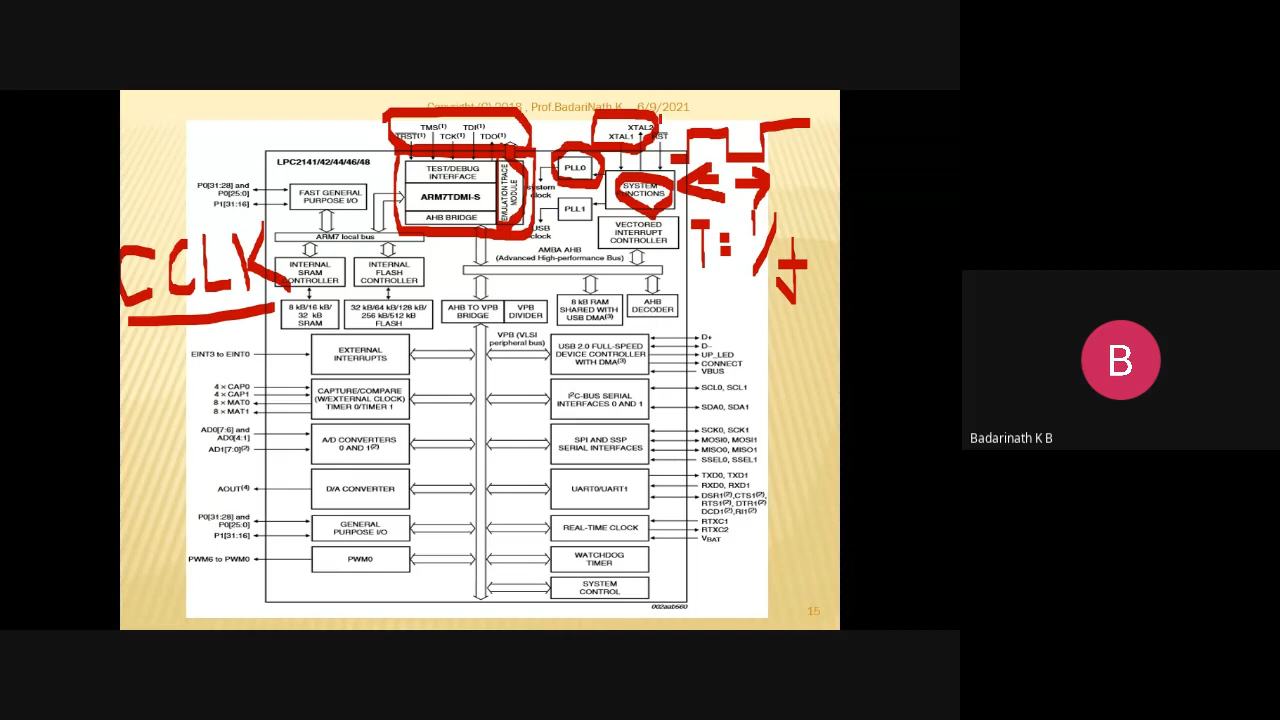 Copyright (C) 2018 , Prof.BadariNath K 6/9/2021
TMS(1) TDI(1) XTAL2
TRST(1) TCK(1) TDO(1) XTAL1 RST
LPC2141/42/44/46/48
P0[31:28] and
P0[25:0]
P1[31:16]
FAST GENERAL
PURPOSE I/O
TEST/DEBUG
INTERFACE
ARM7TDMI-S
AHB BRIDGE
EMULATION TRACE
MODULE
PLL0
system
clock
PLL1
USB
clock
SYSTEM
FUNCTIONS
VECTORED
INTERRUPT
CONTROLLER
T = 1/f
CCLK
ARM7 local bus
AMBA AHB
(Advanced High-performance Bus)
INTERNAL
SRAM
CONTROLLER
INTERNAL
FLASH
CONTROLLER
8 kB/16 kB/
32 kB
SRAM
32 kB/64 kB/128 kB/
256 kB/512 kB
FLASH
AHB TO VPB
BRIDGE
VPB
DIVIDER
8 kB RAM
SHARED WITH
USB DMA(3)
AHB
DECODER
VPB (VLSI
peripheral bus)
EINT3 to EINT0
EXTERNAL
INTERRUPTS
USB 2.0 FULL-SPEED
DEVICE CONTROLLER
WITH DMA(3)
D+
D−
UP_LED
CONNECT
VBUS
4 × CAP0
4 × CAP1
8 × MAT0
8 × MAT1
CAPTURE/COMPARE
(W/EXTERNAL CLOCK)
TIMER 0/TIMER 1
I2C-BUS SERIAL
INTERFACES 0 AND 1
SCL0, SCL1
SDA0, SDA1
AD0[7:6] and
AD0[4:1]
AD1[7:0](2)
A/D CONVERTERS
0 AND 1(2)
SPI AND SSP
SERIAL INTERFACES
SCK0, SCK1
MOSI0, MOSI1
MISO0, MISO1
SSEL0, SSEL1
AOUT(4)
D/A CONVERTER
UART0/UART1
TXD0, TXD1
RXD0, RXD1
DSR1(2),CTS1(2),
RTS1(2), DTR1(2)
DCD1(2),RI1(2)
P0[31:28] and
P0[25:0]
P1[31:16]
GENERAL
PURPOSE I/O
REAL-TIME CLOCK
RTXC1
RTXC2
VBAT
PWM6 to PWM0
PWM0
WATCHDOG
TIMER
SYSTEM
CONTROL
002aab560
15
B
Badarinath K B